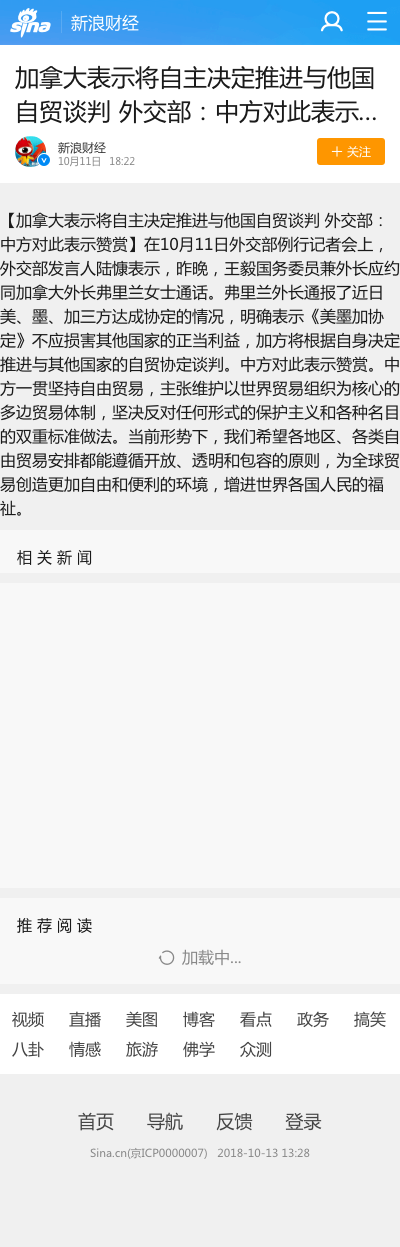 sina 新浪财经
加拿大表示将自主决定推进与他国
自贸谈判 外交部：中方对此表示...
新浪财经
10月11日 18:22
＋ 关注
【加拿大表示将自主决定推进与他国自贸谈判 外交部：
中方对此表示赞赏】在10月11日外交部例行记者会上，
外交部发言人陆慷表示，昨晚，王毅国务委员兼外长应约
同加拿大外长弗里兰女士通话。弗里兰外长通报了近日
美、墨、加三方达成协定的情况，明确表示《美墨加协
定》不应损害其他国家的正当利益，加方将根据自身决定
推进与其他国家的自贸协定谈判。中方对此表示赞赏。中
方一贯坚持自由贸易，主张维护以世界贸易组织为核心的
多边贸易体制，坚决反对任何形式的保护主义和各种名目
的双重标准做法。当前形势下，我们希望各地区、各类自
由贸易安排都能遵循开放、透明和包容的原则，为全球贸
易创造更加自由和便利的环境，增进世界各国人民的福
祉。
相关新闻
推荐阅读
加载中...
视频 直播 美图 博客 看点 政务 搞笑
八卦 情感 旅游 佛学 众测
首页 导航 反馈 登录
Sina.cn(京ICP0000007) 2018-10-13 13:28